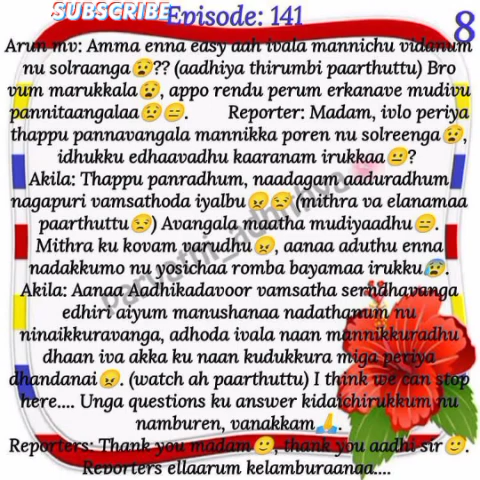 SUBSCRIBE Episode: 141
8
Arun mv: Amma enna easy aah ivala mannichu vidanum
nu solraanga😧?? (aadhiya thirumbi paarthuttu) Bro
vum marukkala😧, appo rendu perum erkanave mudivu
pannitaangalaa😟😑. Reporter: Madam, ivlo periya
thappu pannavangala mannikka poren nu solreenga😧,
idhukku edhaavadhu kaaranam irukkaa😐?
Akila: Thappu panradhum, naadagam aaduradhum
nagapuri vamsathoda iyalbu😠😒(mithra va elanamaa
paarthuttu😏) Avangala maatha mudiyaadhu😑.
Mithra ku kovam varudhu😠, aanaa aduthu enna
nadakkumo nu yosichaa romba bayamaa irukku😰.
Akila: Aanaa Aadhikadavoor vamsatha serndhavanga
edhiri aiyum manushanaa nadathanum nu
ninaikkuravanga, adhoda ivala naan mannikkuradhu
dhaan iva akka ku naan kudukkura miga periya
dhandanai😠. (watch ah paarthuttu) I think we can stop
here.... Unga questions ku answer kidaichirukkum nu
namburen, vanakkam🙏.
Reporters: Thank you madam🙂, thank you aadhi sir🙂.
Reporters ellaarum kelamburaanga....